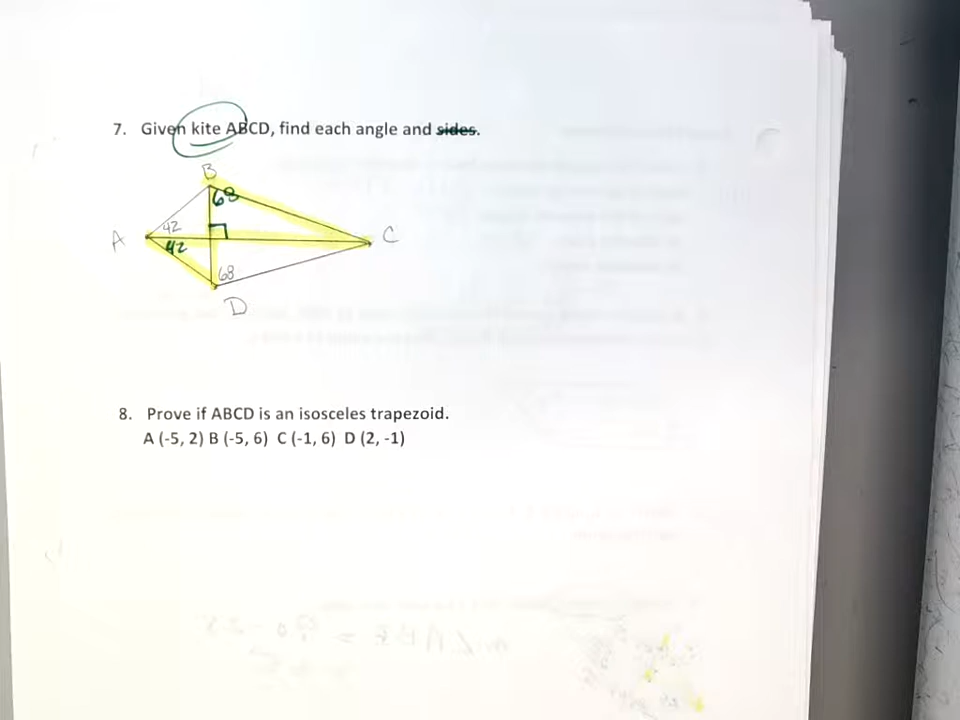 7. Given kite ABCD, find each angle and sides.
B
68
42
A
C
42
68
D
8. Prove if ABCD is an isosceles trapezoid.
A (-5, 2) B (-5, 6) C (-1, 6) D (2, -1)